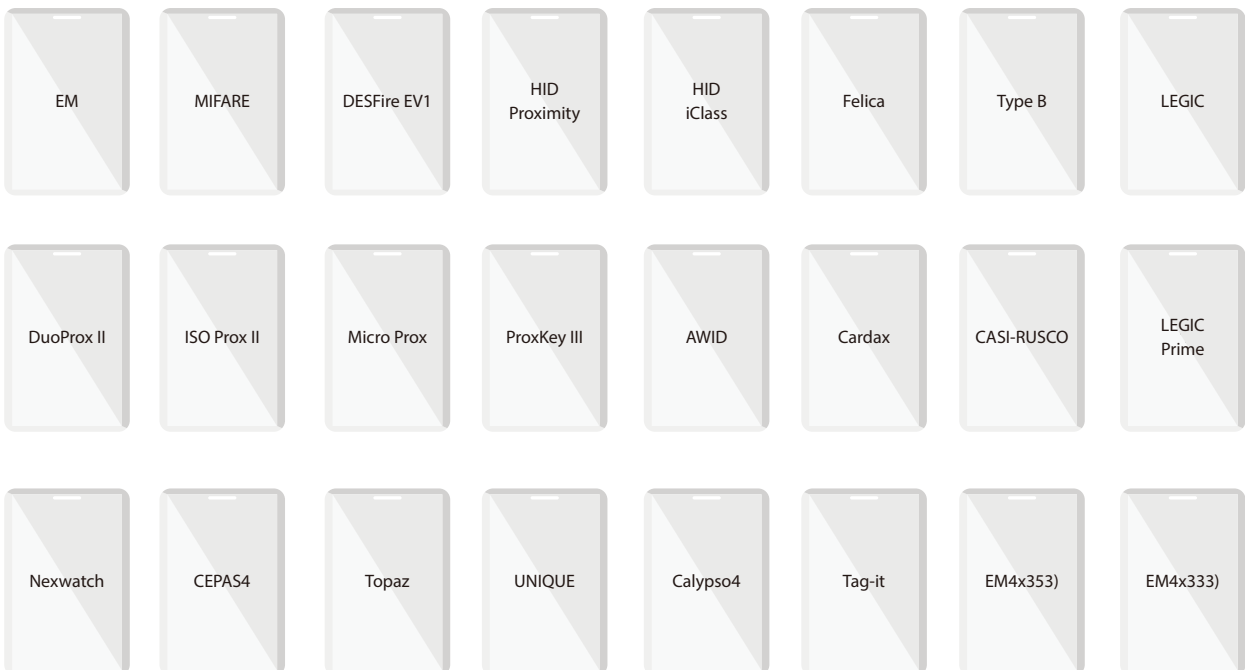 EM
MIFARE
DESFire EV1
HID
Proximity
HID
iClass
Felica
Type B
LEGIC
DuoProx II
ISO Prox II
Micro Prox
ProxKey III
AWID
Cardax
CASI-RUSCO
LEGIC
Prime
Nexwatch
CEPAS4
Topaz
UNIQUE
Calypso4
Tag-it
EM4x353)
EM4x333)